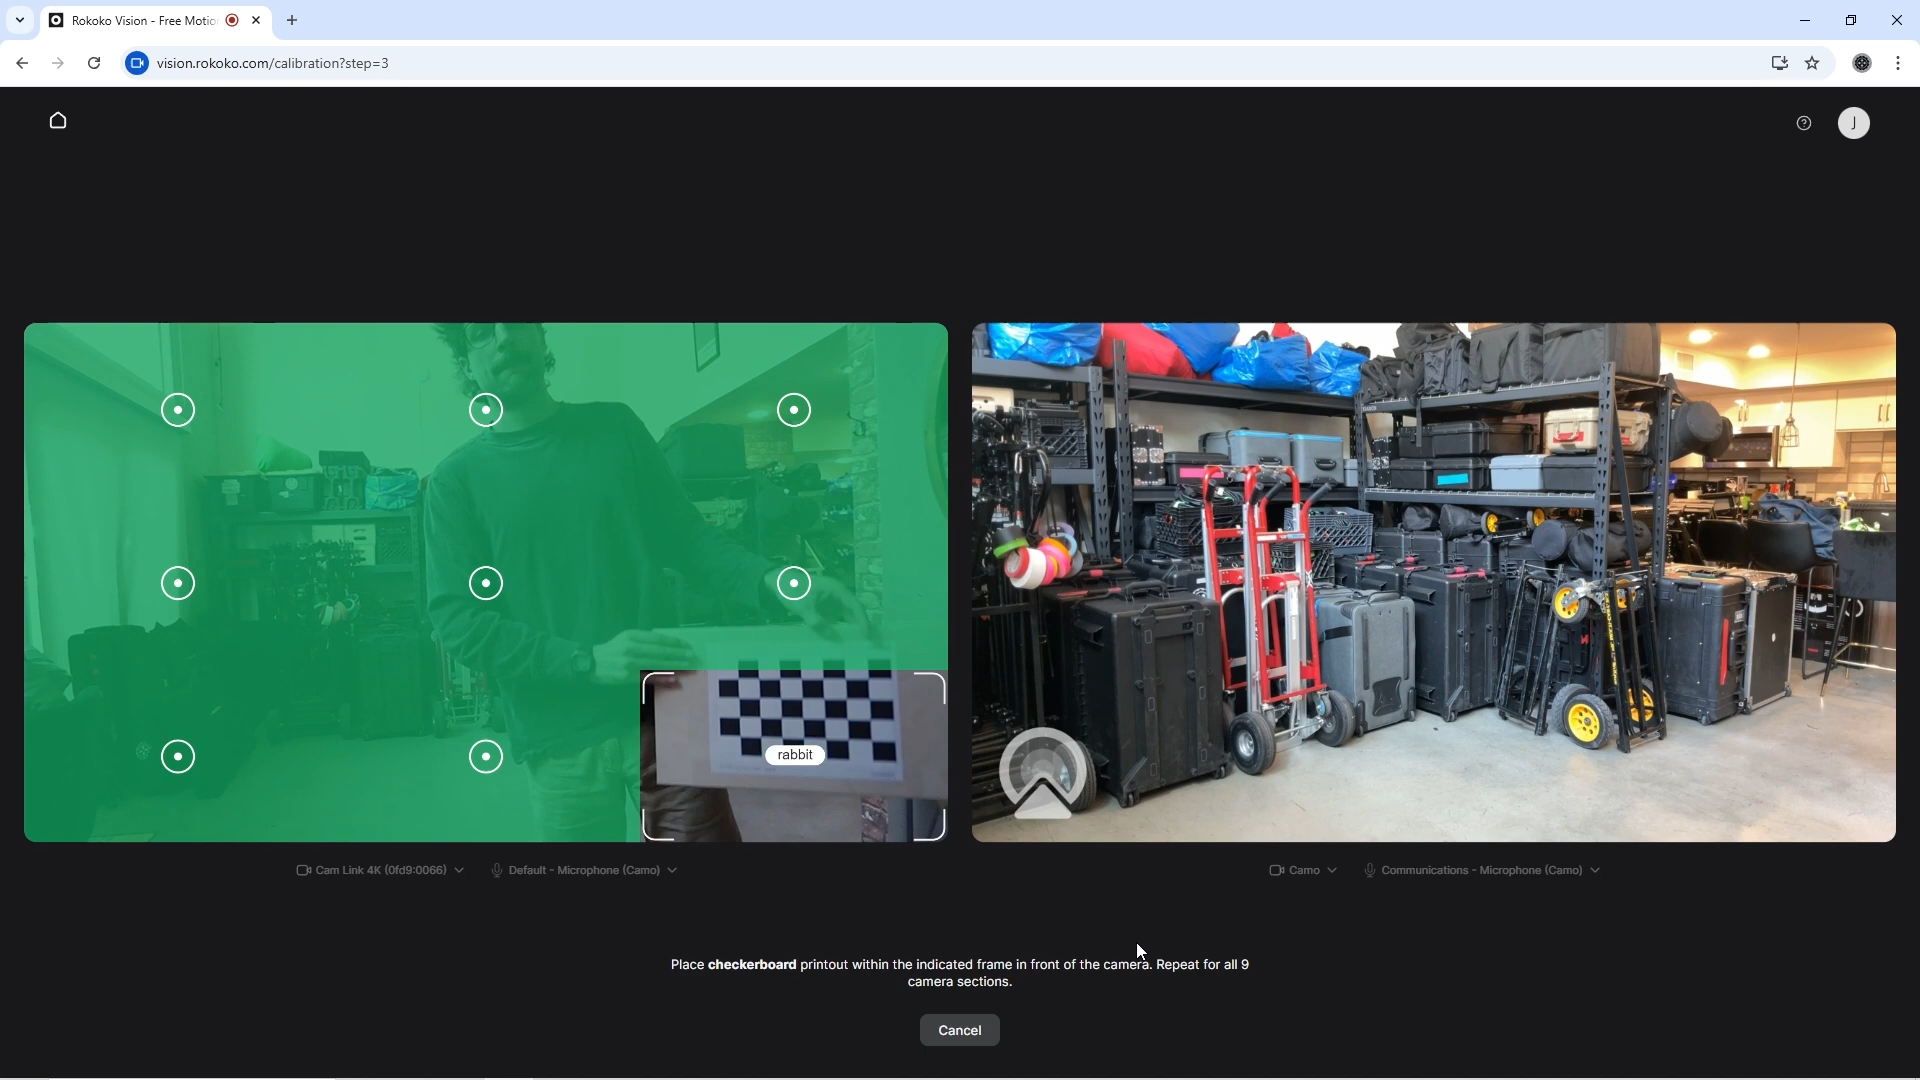 Rokoko Vision - Free Motio
vision.rokoko.com/calibration?step=3
J
rabbit
Cam Link 4K (0fd9:0066)
Default - Microphone (Camo)
Camo
Communications - Microphone (Camo)
Place checkerboard printout within the indicated frame in front of the camera. Repeat for all 9
camera sections.
Cancel